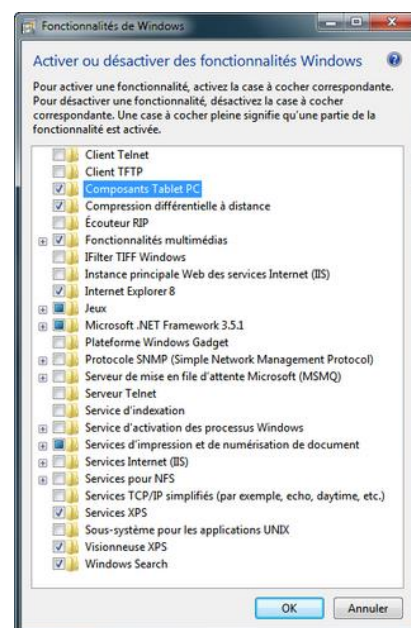 Fonctionnalités de Windows
Activer ou désactiver des fonctionnalités Windows
Pour activer une fonctionnalité, activez la case à cocher correspondante.
Pour désactiver une fonctionnalité, désactivez la case à cocher
correspondante. Une case à cocher pleine signifie qu'une partie de la
fonctionnalité est activée.
Client Telnet
Client TFTP
Composants Tablet PC
Compression différentielle à distance
Écouteur RIP
Fonctionnalités multimédias
IFilter TIFF Windows
Instance principale Web des services Internet (IIS)
Internet Explorer 8
Jeux
Microsoft .NET Framework 3.5.1
Plateforme Windows Gadget
Protocole SNMP (Simple Network Management Protocol)
Serveur de mise en file d'attente Microsoft (MSMQ)
Serveur Telnet
Service d'indexation
Service d'activation des processus Windows
Services d'impression et de numérisation de document
Services Internet (IIS)
Services pour NFS
Services TCP/IP simplifiés (par exemple, echo, daytime, etc.)
Services XPS
Sous-système pour les applications UNIX
Visionneuse XPS
Windows Search
OK Annuler